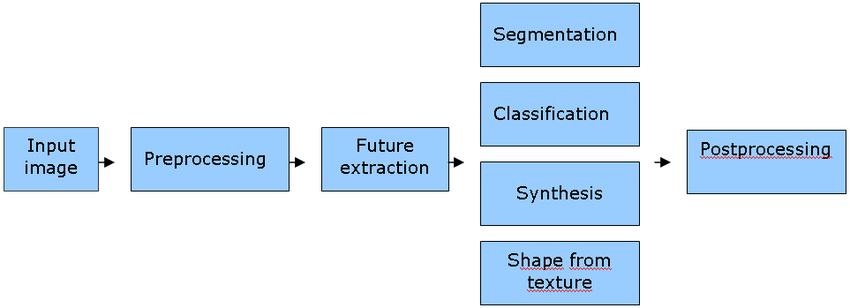 Input
image
Preprocessing
Future
extraction
Segmentation
Classification
Synthesis
Shape from
texture
Postprocessing